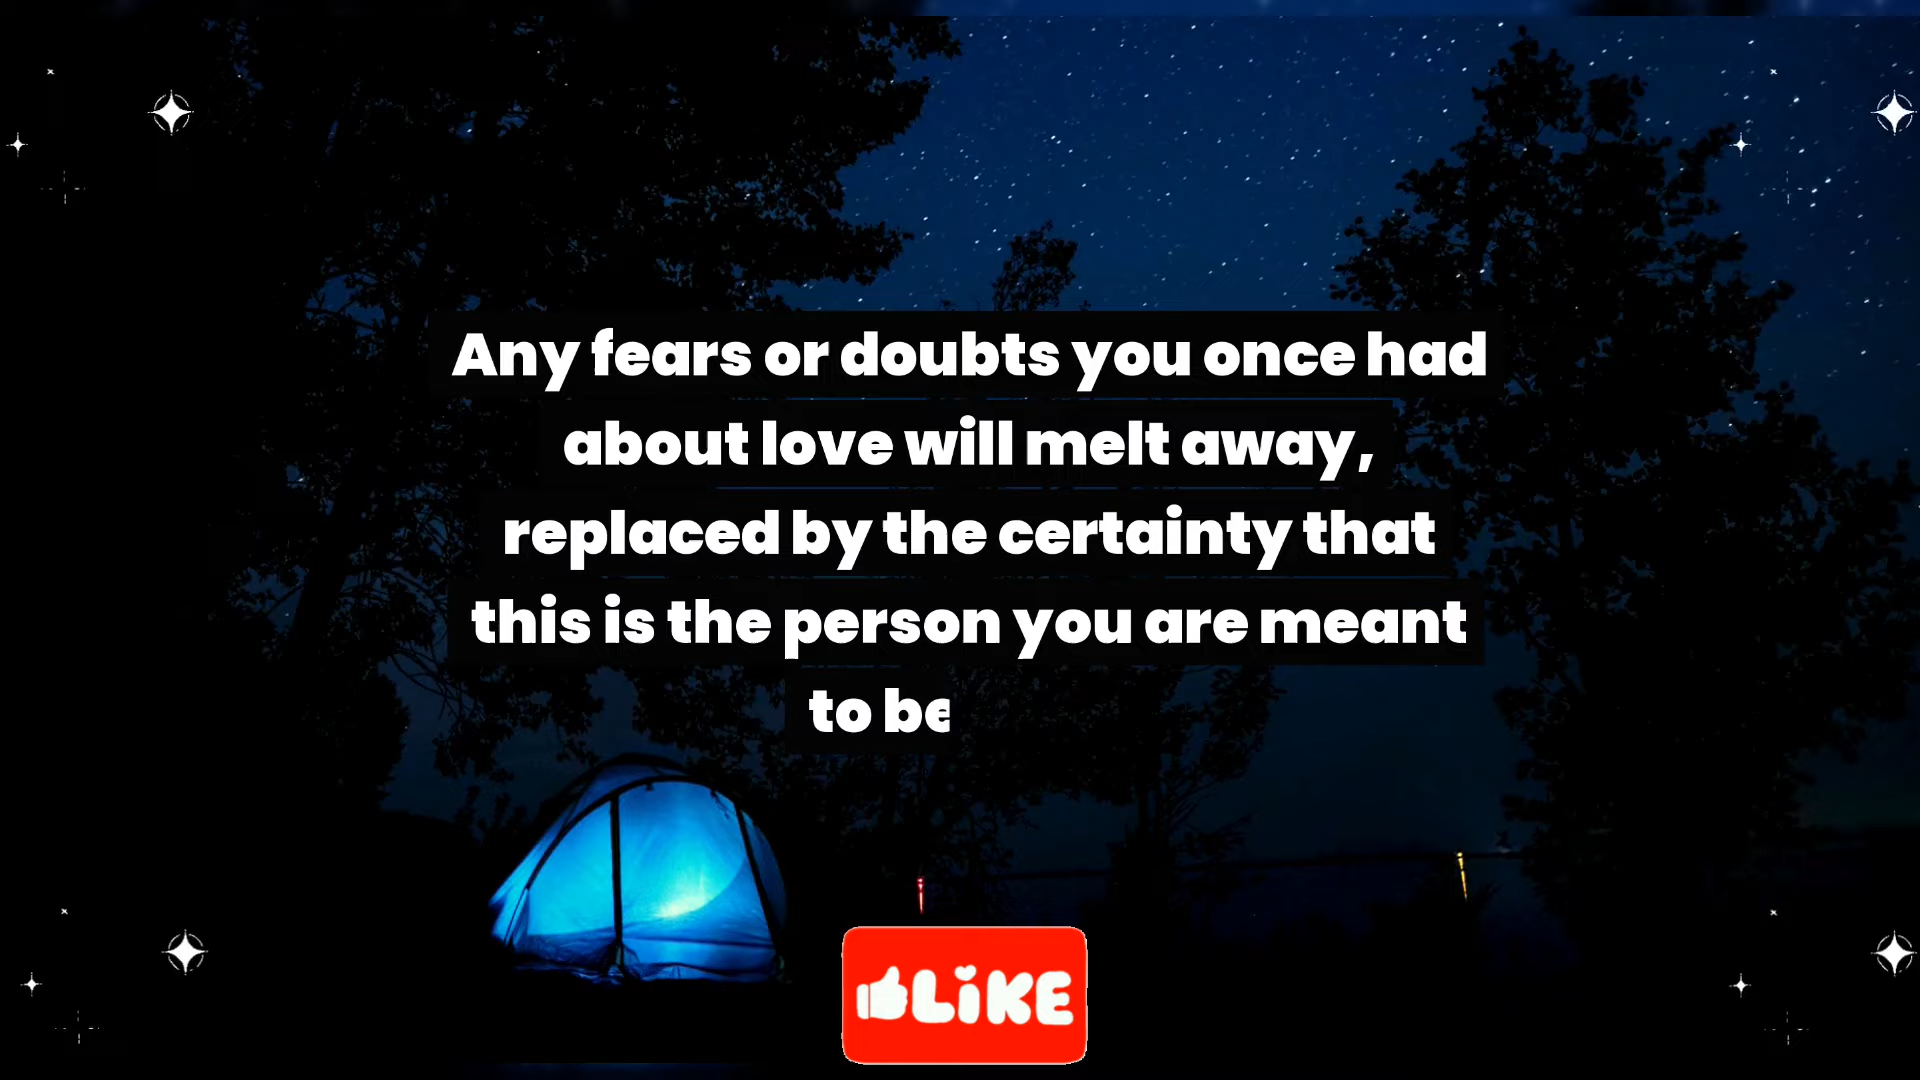 Any fears or doubts you once had
about love will melt away,
replaced by the certainty that
this is the person you are meant
to be
LiKE